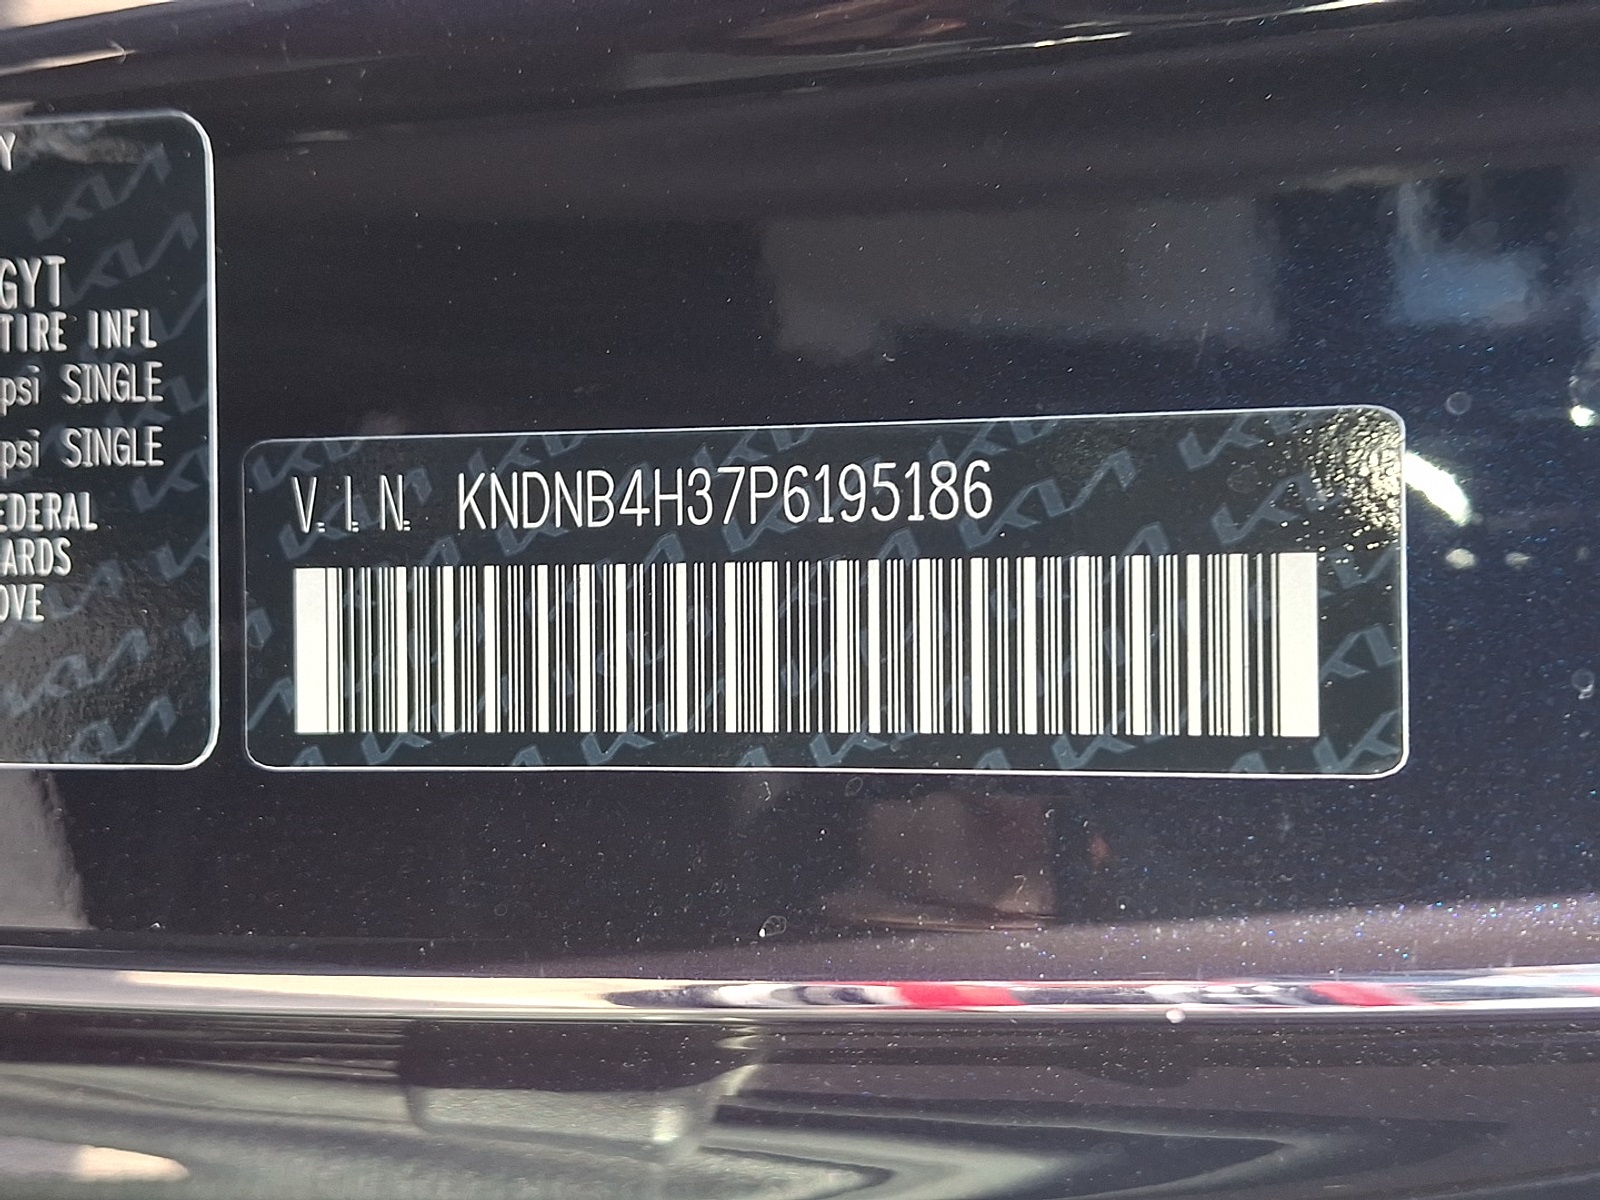 Y
GYT
TIRE INFL
psi SINGLE
psi SINGLE
EDERAL
ARDS
OVE
V.I.N. KNDNB4H37P6195186